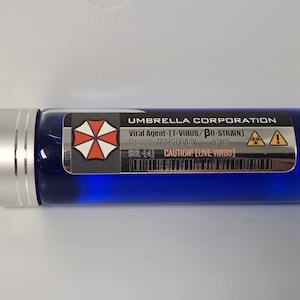 UMBRELLA CORPORATION
Viral Agent-[T-VIRUS/βII-STRAIN]
CAUTION! [LIVE VIRUS]